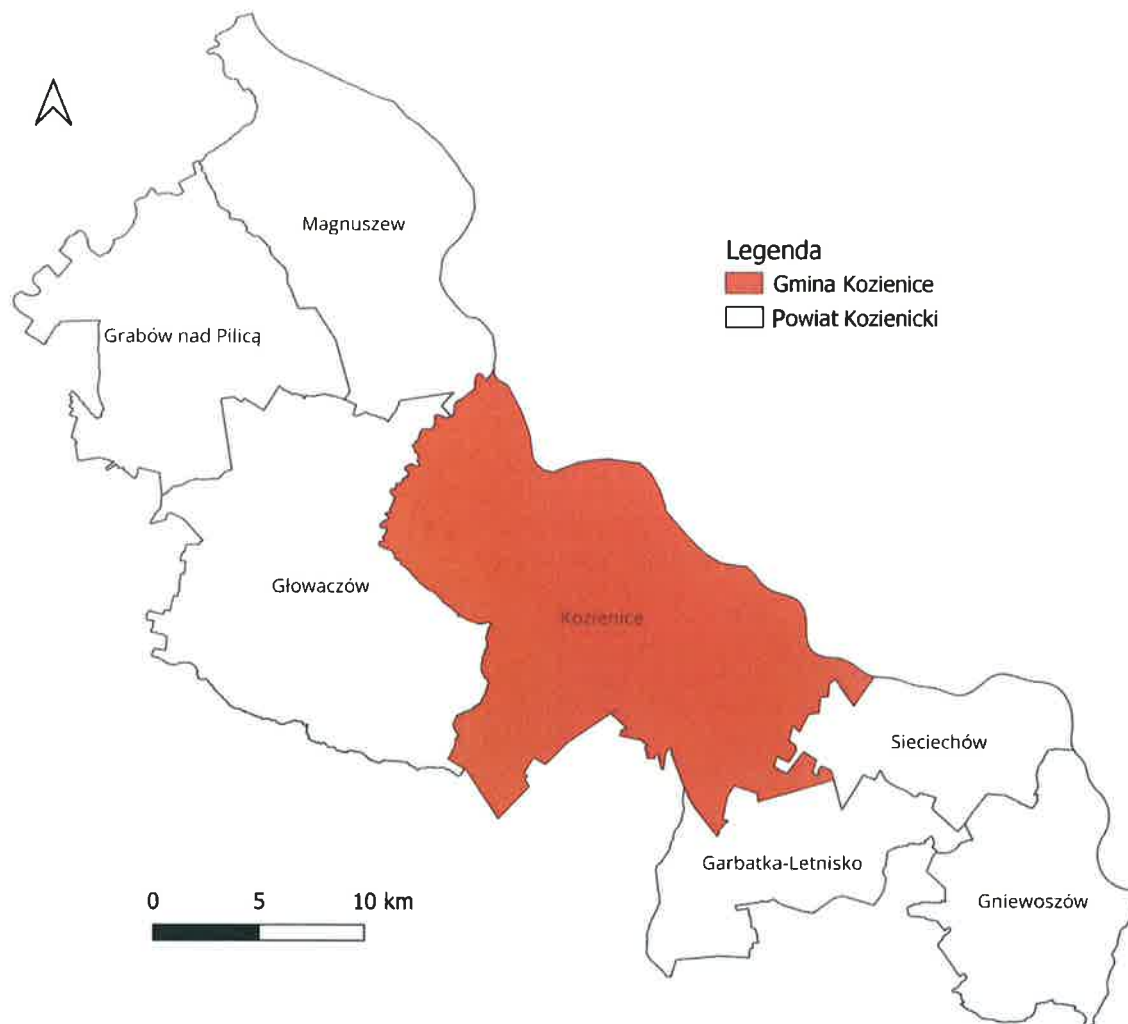 Magnuszew
Legenda
Gmina Kozienice
Powiat Kozienicki
Grabów nad Pilicą
Głowaczów
Kozienice
Sieciechów
Garbatka-Letnisko
Gniewoszów
0 5 10 km